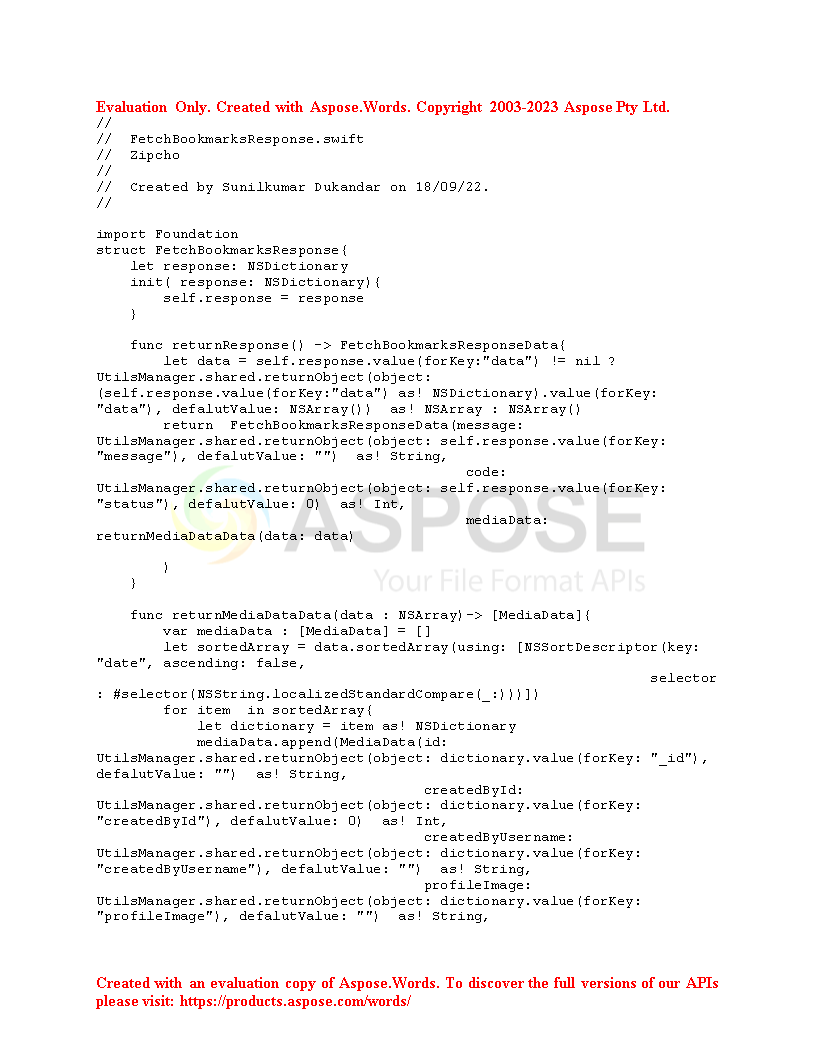 Evaluation Only. Created with Aspose.Words. Copyright 2003-2023 Aspose Pty Ltd.
//
//  FetchBookmarksResponse.swift
//  Zipcho
//
//  Created by Sunilkumar Dukandar on 18/09/22.
//
import Foundation
struct FetchBookmarksResponse{
    let response: NSDictionary
    init( response: NSDictionary){
        self.response = response
    }
    func returnResponse() -> FetchBookmarksResponseData{
        let data = self.response.value(forKey:"data") != nil ?
UtilsManager.shared.returnObject(object:
(self.response.value(forKey:"data") as! NSDictionary).value(forKey:
"data"), defalutValue: NSArray())  as! NSArray : NSArray()
        return  FetchBookmarksResponseData(message:
UtilsManager.shared.returnObject(object: self.response.value(forKey:
"message"), defalutValue: "")  as! String,
                                            code:
UtilsManager.shared.returnObject(object: self.response.value(forKey:
"status"), defalutValue: 0)  as! Int,
                                            mediaData:
returnMediaDataData(data: data)
        )
    }
ASPOSE
Your File Format APIs
    func returnMediaDataData(data : NSArray)-> [MediaData]{
        var mediaData : [MediaData] = []
        let sortedArray = data.sortedArray(using: [NSSortDescriptor(key:
"date", ascending: false,
                                                                  selector
: #selector(NSString.localizedStandardCompare(_:)))])
        for item  in sortedArray{
            let dictionary = item as! NSDictionary
            mediaData.append(MediaData(id:
UtilsManager.shared.returnObject(object: dictionary.value(forKey: "_id"),
defalutValue: "")  as! String,
                                       createdById:
UtilsManager.shared.returnObject(object: dictionary.value(forKey:
"createdById"), defalutValue: 0)  as! Int,
                                       createdByUsername:
UtilsManager.shared.returnObject(object: dictionary.value(forKey:
"createdByUsername"), defalutValue: "")  as! String,
                                       profileImage:
UtilsManager.shared.returnObject(object: dictionary.value(forKey:
"profileImage"), defalutValue: "")  as! String,
Created with an evaluation copy of Aspose.Words. To discover the full versions of our APIs
please visit: https://products.aspose.com/words/